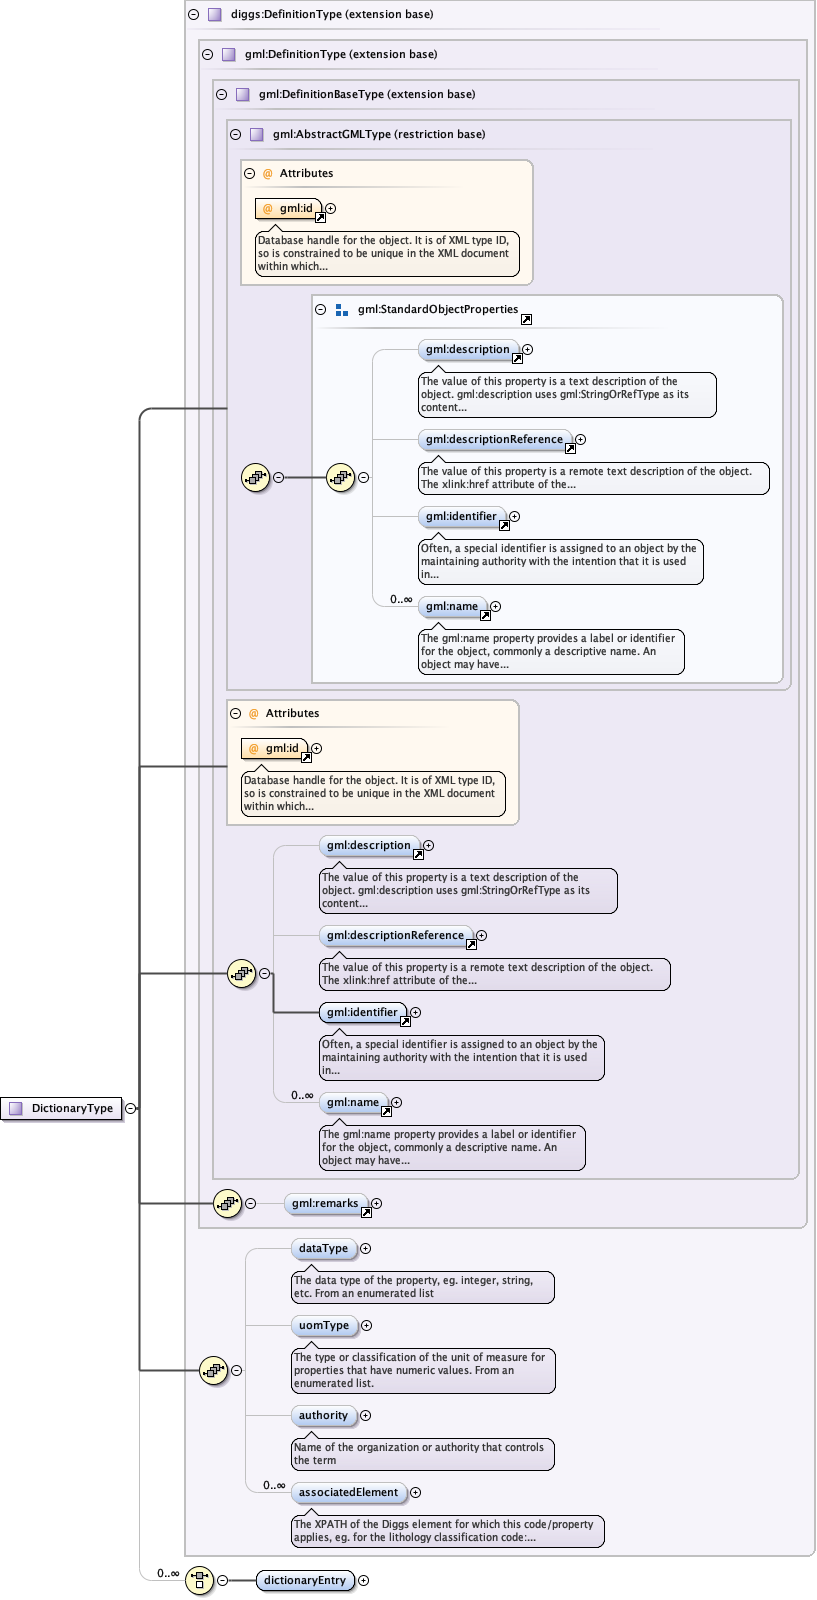 diggs:DefinitionType (extension base)
gml:DefinitionType (extension base)
gml:DefinitionBaseType (extension base)
gml:AbstractGMLType (restriction base)
@ Attributes
@ gml:id
Database handle for the object. It is of XML type ID,
so is constrained to be unique in the XML document
within which...
gml:StandardObjectProperties
gml:description
The value of this property is a text description of the
object. gml:description uses gml:StringOrRefType as its
content...
gml:descriptionReference
The value of this property is a remote text description of the object.
The xlink:href attribute of the...
gml:identifier
Often, a special identifier is assigned to an object by the
maintaining authority with the intention that it is used
in...
0..∞
gml:name
The gml:name property provides a label or identifier
for the object, commonly a descriptive name. An
object may have...
@ Attributes
@ gml:id
Database handle for the object. It is of XML type ID,
so is constrained to be unique in the XML document
within which...
gml:description
The value of this property is a text description of the
object. gml:description uses gml:StringOrRefType as its
content...
gml:descriptionReference
The value of this property is a remote text description of the object.
The xlink:href attribute of the...
gml:identifier
Often, a special identifier is assigned to an object by the
maintaining authority with the intention that it is used
in...
0..∞
gml:name
The gml:name property provides a label or identifier
for the object, commonly a descriptive name. An
object may have...
DictionaryType
gml:remarks
dataType
The data type of the property, eg. integer, string,
etc. From an enumerated list
uomType
The type or classification of the unit of measure for
properties that have numeric values. From an
enumerated list.
authority
Name of the organization or authority that controls
the term
0..∞
associatedElement
The XPATH of the Diggs element for which this code/property
applies, eg. for the lithology classification code:...
0..∞
dictionaryEntry